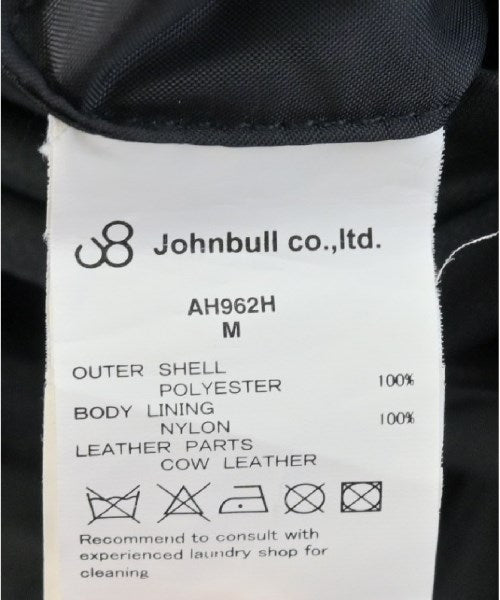 Johnbull co.,ltd.
AH962H
M
OUTER SHELL
POLYESTER 100%
BODY LINING
NYLON 100%
LEATHER PARTS
COW LEATHER
Recommend to consult with
experienced laundry shop for
cleaning